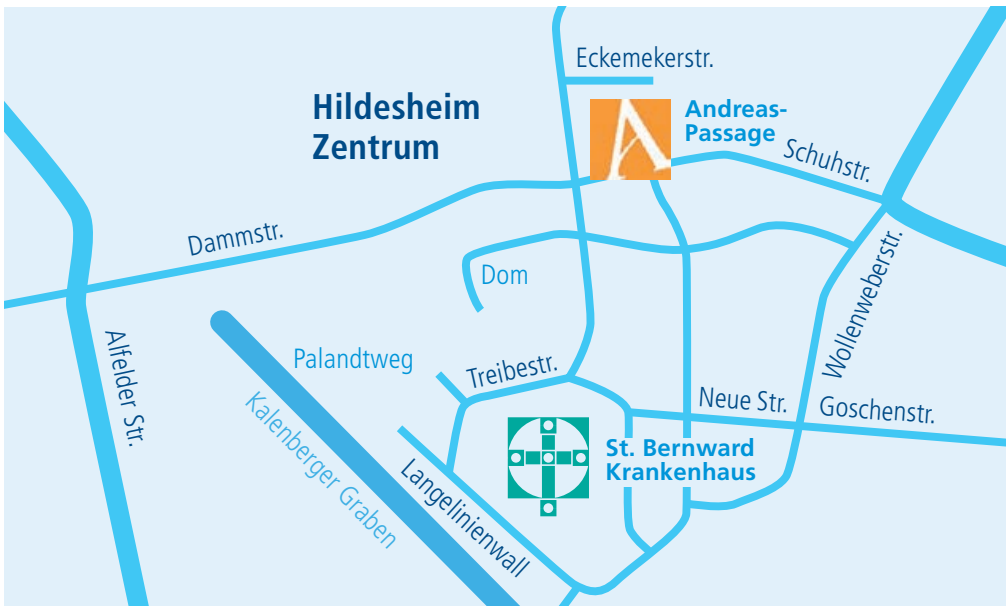 Eckemekerstr.
Hildesheim
Zentrum
A
Andreas-
Passage
Schuhstr.
Dammstr.
Dom
Wollenweberstr.
Alfelder Str.
Palandtweg
Treibestr.
Kalenberger Graben
Neue Str.
Goschenstr.
St. Bernward
Krankenhaus
Langelinienwall